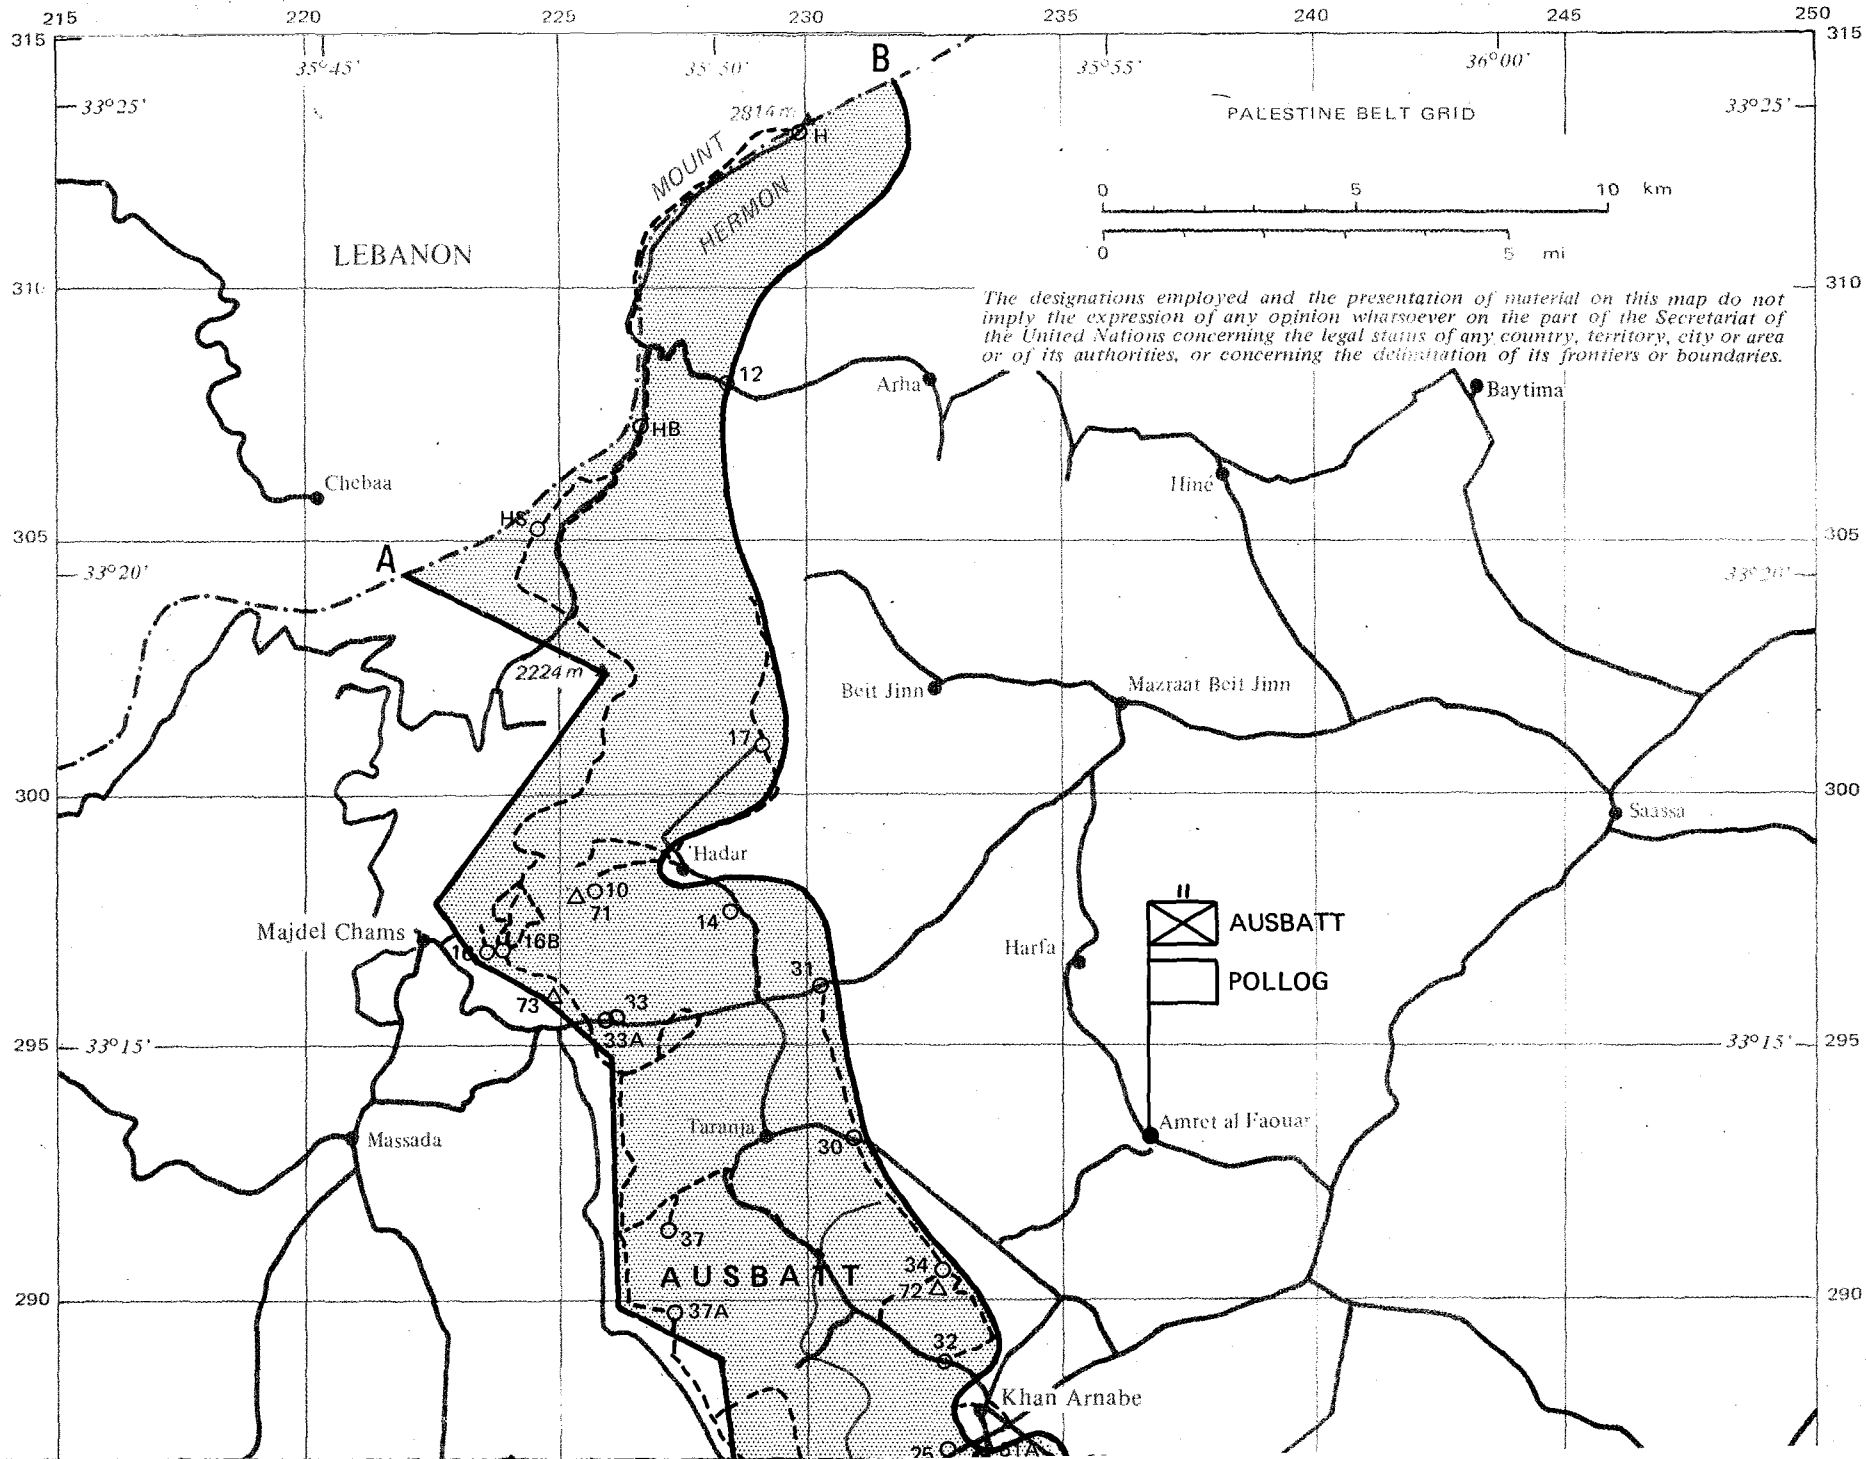 215 220 225 230 235 240 245 250
315 315
B
35°45' 35°50' 35°55' 36°00'
33°25' 2814 m PALESTINE BELT GRID 33°25'
H
MOUNT
HERMON
0 5 10 km
LEBANON
0 5 mi
310 310
The designations employed and the presentation of material on this map do not
imply the expression of any opinion whatsoever on the part of the Secretariat of
the United Nations concerning the legal status of any country, territory, city or area
or of its authorities, or concerning the delimitation of its frontiers or boundaries.
12
Arha
Baytima
HB
Chebaa
Hiné
HS
305 305
A
33°20' 33°20'
2224 m
Beit Jinn
Mazraat Beit Jinn
17
300 300
Saassa
Hadar
10
71
14
AUSBATT
Majdel Chams
16 16B
Harfa
31
POLLOG
73 33
33A
295 33°15' 33°15' 295
Taranja
Amret al Faouar
Massada
30
37
34
AUSBATT
72
290 290
37A
32
Khan Arnabe
25
31A